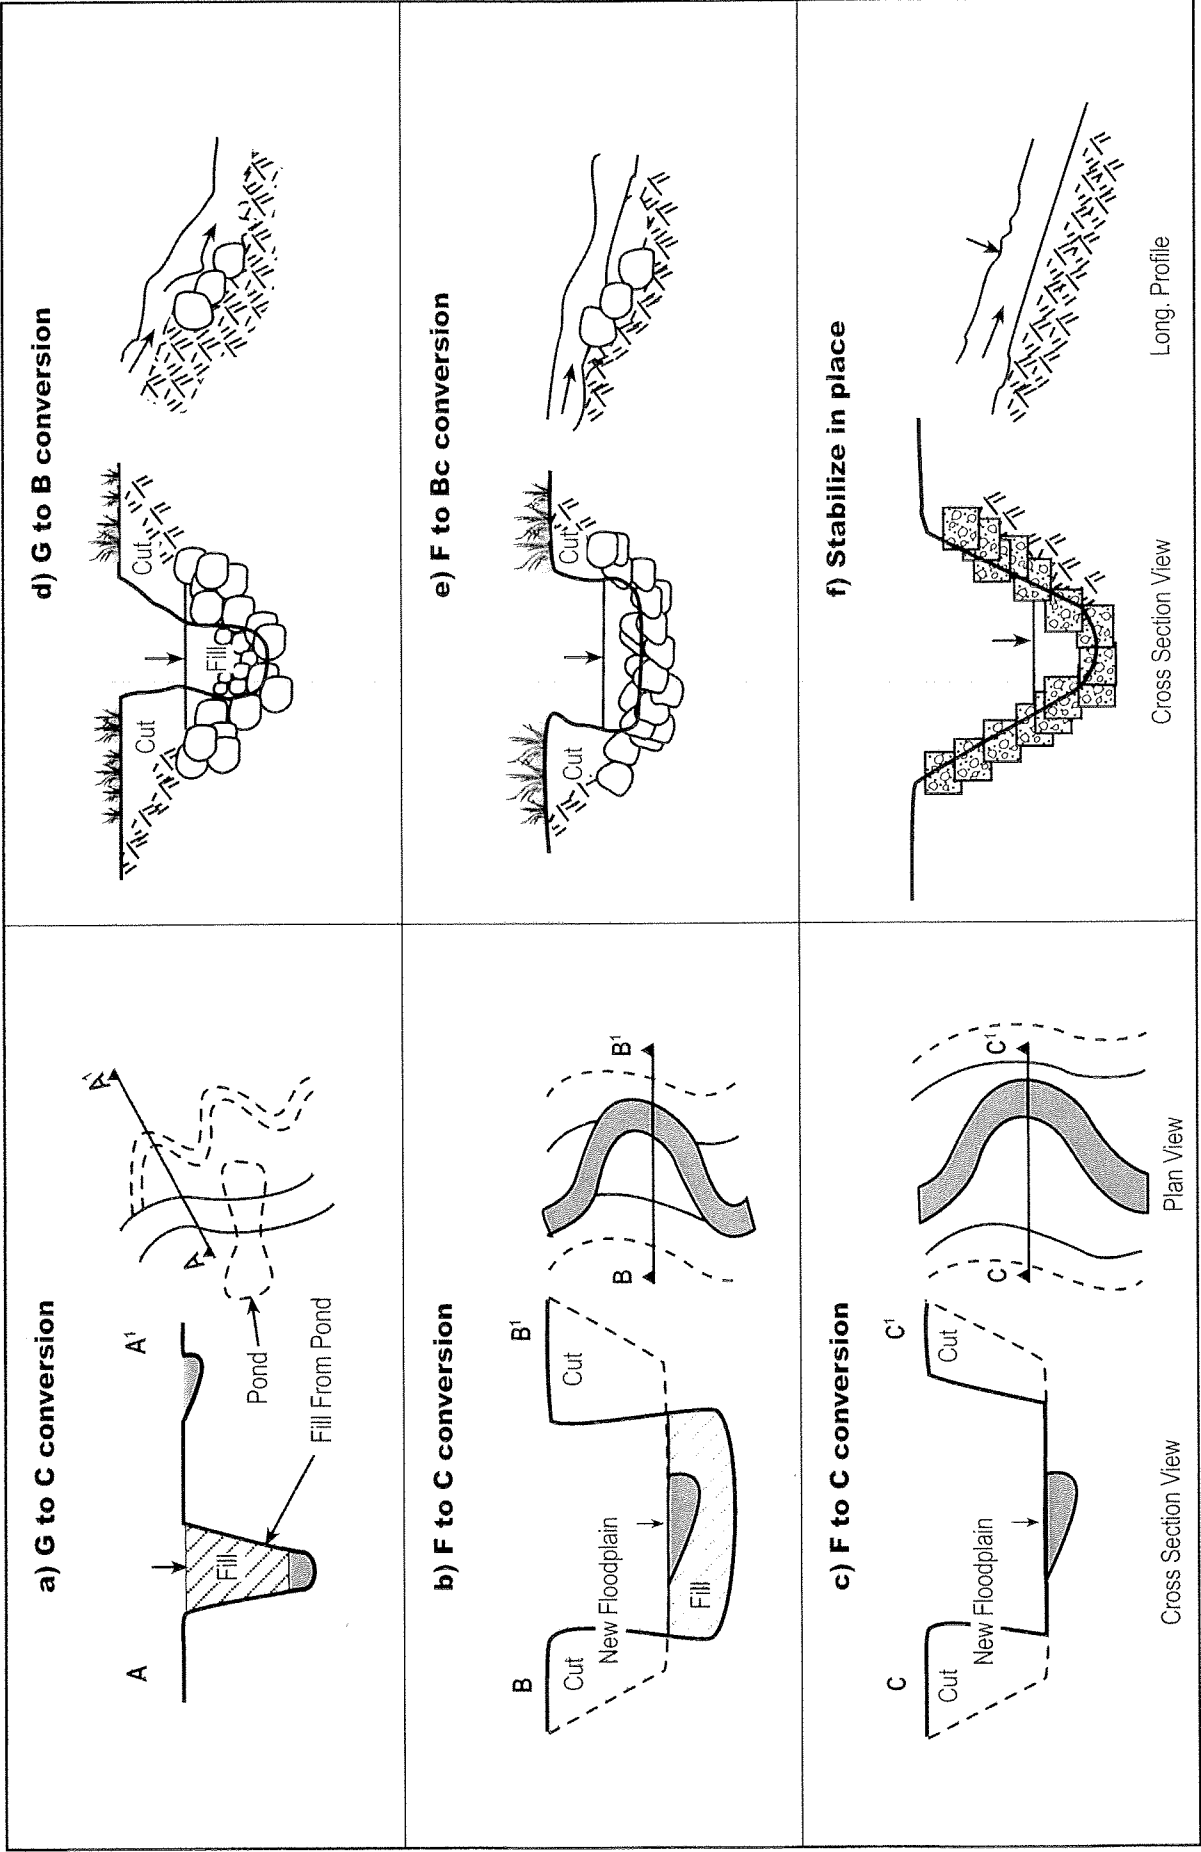 a) G to C conversion
A
A¹
Fill
Pond
Fill From Pond
A
A'
b) F to C conversion
B
B¹
Cut
Cut
New Floodplain
Fill
B
B¹
c) F to C conversion
C
C¹
Cut
Cut
New Floodplain
C
C¹
Cross Section View
Plan View
d) G to B conversion
Cut
Cut
Fill
e) F to Bc conversion
Cut
Cut
f) Stabilize in place
Cross Section View
Long. Profile